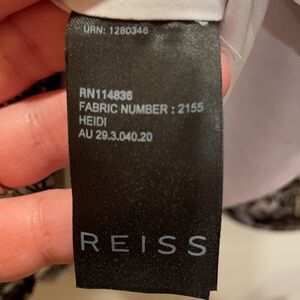 URN: 1280346
RN114836
FABRIC NUMBER : 2155
HEIDI
AU 29.3.040.20
REISS